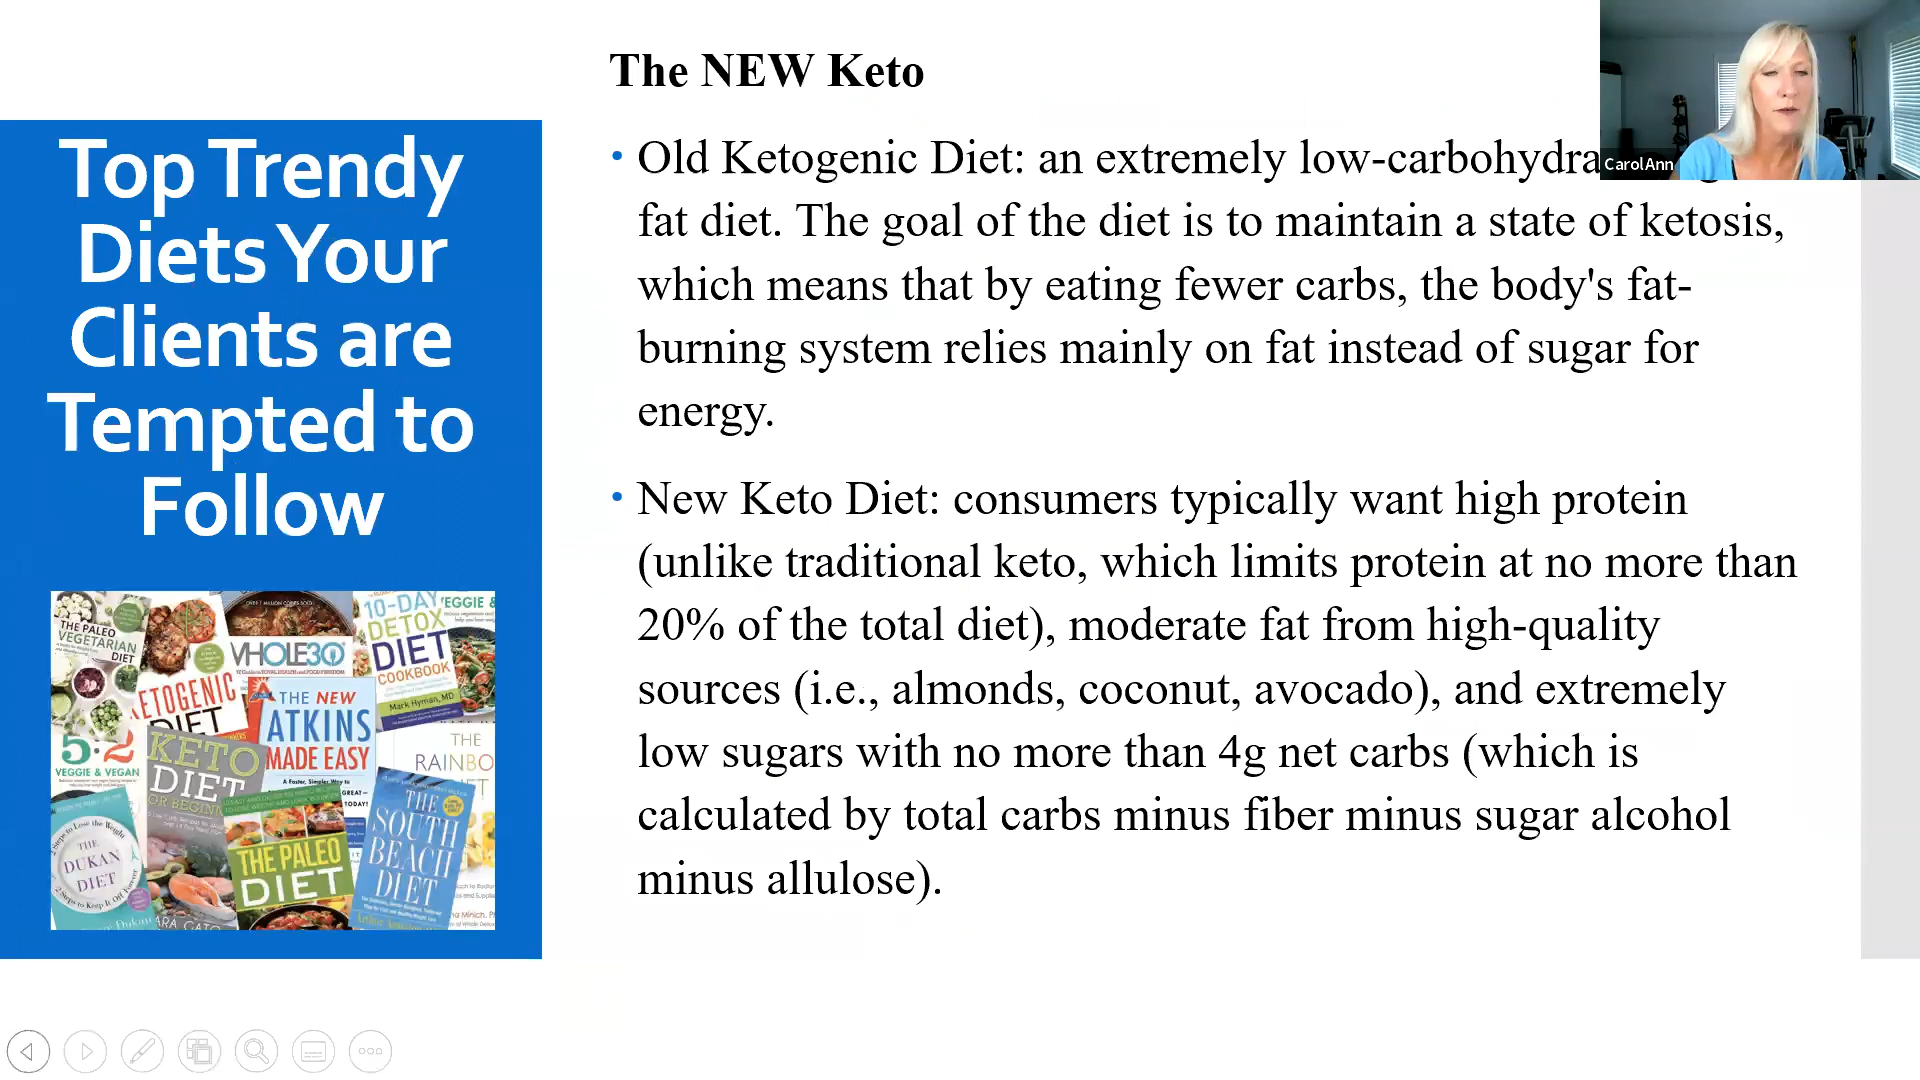 The NEW Keto
Top Trendy
Diets Your
Clients are
Tempted to
Follow
• Old Ketogenic Diet: an extremely low-carbohydra
fat diet. The goal of the diet is to maintain a state of ketosis,
which means that by eating fewer carbs, the body's fat-
burning system relies mainly on fat instead of sugar for
energy.
• New Keto Diet: consumers typically want high protein
(unlike traditional keto, which limits protein at no more than
20% of the total diet), moderate fat from high-quality
sources (i.e., almonds, coconut, avocado), and extremely
low sugars with no more than 4g net carbs (which is
calculated by total carbs minus fiber minus sugar alcohol
minus allulose).
CarolAnn
THE PALEO
VEGETARIAN
DIET
WHOLE30
10-DAY
DETOX
DIET
COOKBOOK
Mark Hyman, MD
VEGGIE &
KETOGENIC
DIET
THE NEW
ATKINS
MADE EASY
A Faster, Simpler Way to
5:2
VEGGIE & VEGAN
KETO
DIET
THE
RAINBO
THE
DUKAN
DIET
THE PALEO
DIET
THE
SOUTH
BEACH
DIET